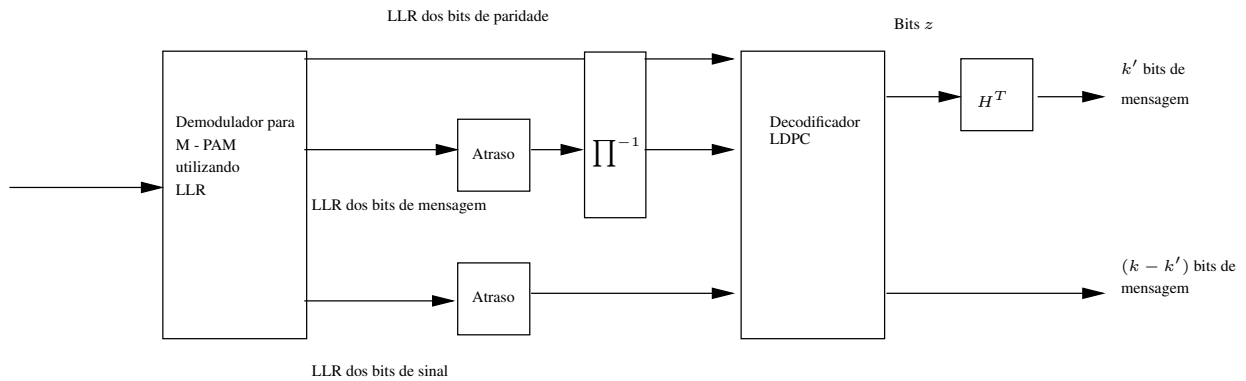 LLR dos bits de paridade
Bits z
Demodulador para
M - PAM
utilizando
LLR
Atraso
∏⁻¹
Decodificador
LDPC
Hᵀ
k′ bits de
mensagem
LLR dos bits de mensagem
Atraso
(k − k′) bits de
mensagem
LLR dos bits de sinal